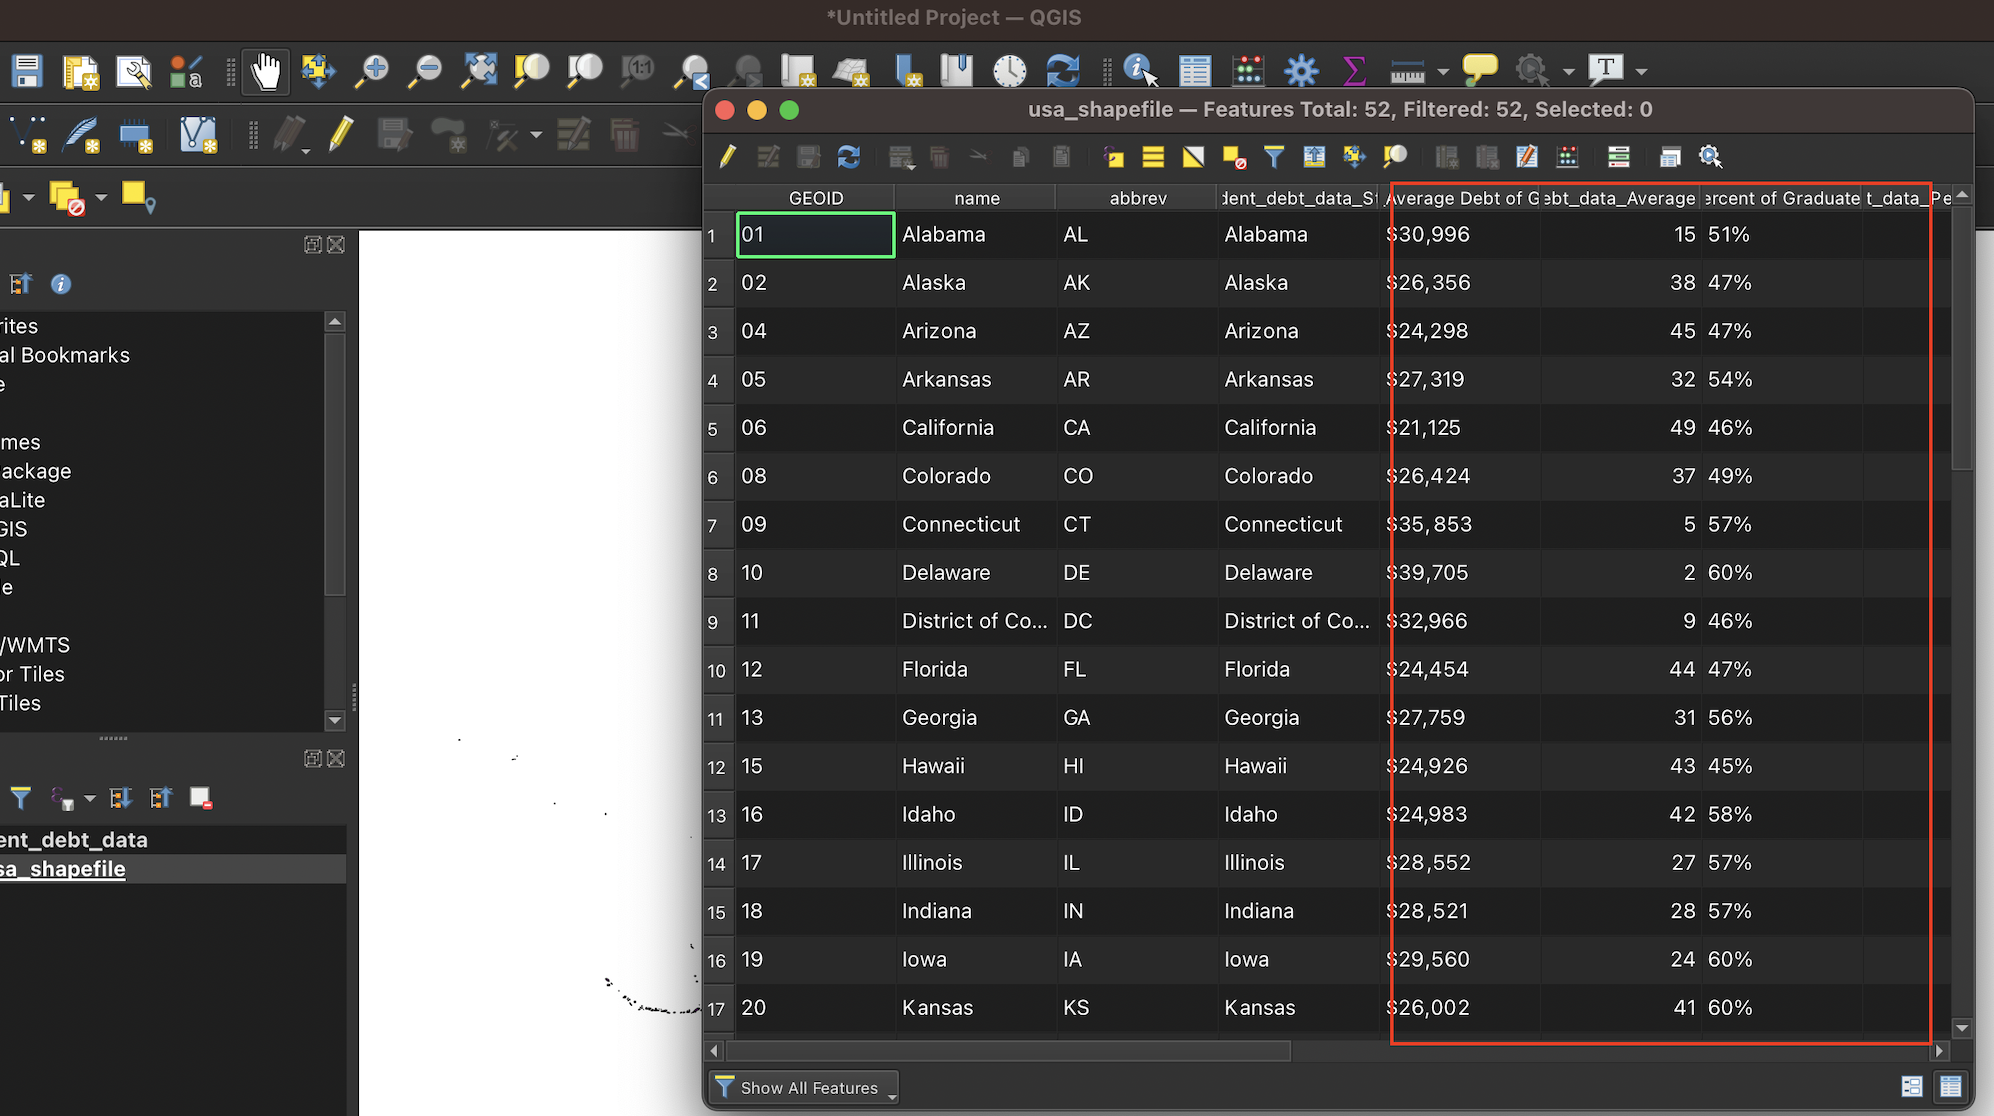 *Untitled Project — QGIS
usa_shapefile — Features Total: 52, Filtered: 52, Selected: 0
GEOID name abbrev dent_debt_data_St Average Debt of G ebt_data_Average ercent of Graduate t_data_Pe
1 01 Alabama AL Alabama $30,996 15 51%
2 02 Alaska AK Alaska $26,356 38 47%
3 04 Arizona AZ Arizona $24,298 45 47%
4 05 Arkansas AR Arkansas $27,319 32 54%
5 06 California CA California $21,125 49 46%
6 08 Colorado CO Colorado $26,424 37 49%
7 09 Connecticut CT Connecticut $35,853 5 57%
8 10 Delaware DE Delaware $39,705 2 60%
9 11 District of Co... DC District of Co... $32,966 9 46%
10 12 Florida FL Florida $24,454 44 47%
11 13 Georgia GA Georgia $27,759 31 56%
12 15 Hawaii HI Hawaii $24,926 43 45%
13 16 Idaho ID Idaho $24,983 42 58%
14 17 Illinois IL Illinois $28,552 27 57%
15 18 Indiana IN Indiana $28,521 28 57%
16 19 Iowa IA Iowa $29,560 24 60%
17 20 Kansas KS Kansas $26,002 41 60%
Show All Features
rites
al Bookmarks
e
mes
ackage
aLite
GIS
QL
e
/WMTS
or Tiles
Tiles
ent_debt_data
sa_shapefile